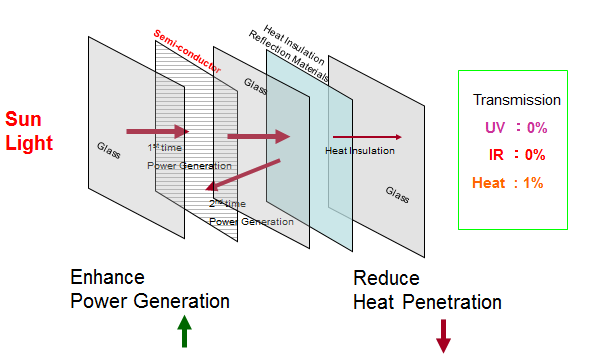 Sun
Light
Glass
Semi-conductor
1st time
Power Generation
Glass
2nd time
Power Generation
Heat Insulation
Reflection Materials
Heat Insulation
Glass
Transmission
UV : 0%
IR : 0%
Heat : 1%
Enhance
Power Generation
Reduce
Heat Penetration